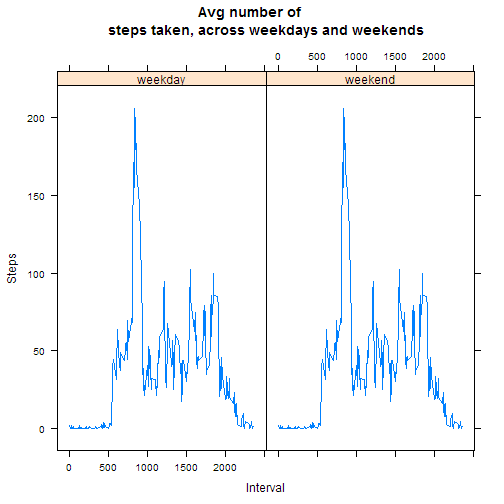 Avg number of
steps taken, across weekdays and weekends
0 500 1000 1500 2000
weekday weekend
200
150
100
50
0
Steps
0 500 1000 1500 2000
Interval